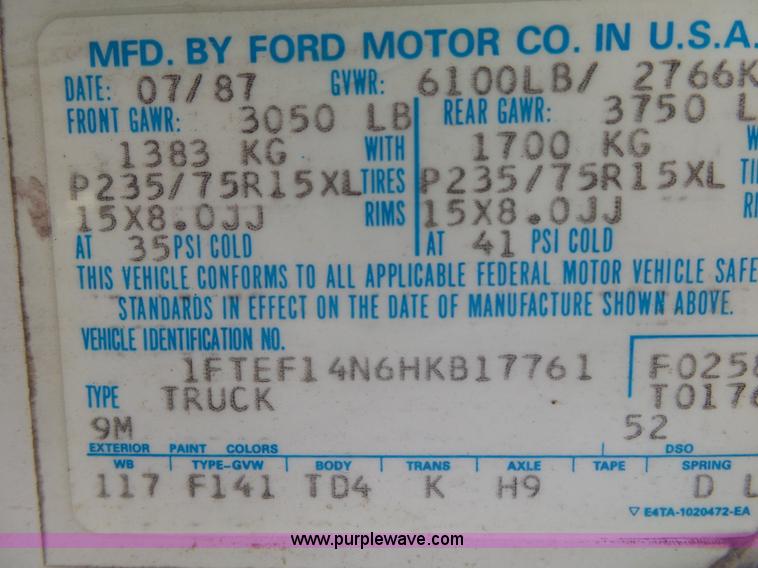 MFD. BY FORD MOTOR CO. IN U.S.A.
DATE: 07/87 GVWR: 6100LB/ 2766K
FRONT GAWR: 3050 LB REAR GAWR: 3750 L
1383 KG WITH 1700 KG W
P235/75R15XL TIRES P235/75R15XL TI
15X8.0JJ RIMS 15X8.0JJ RI
AT 35 PSI COLD AT 41 PSI COLD
THIS VEHICLE CONFORMS TO ALL APPLICABLE FEDERAL MOTOR VEHICLE SAFE
STANDARDS IN EFFECT ON THE DATE OF MANUFACTURE SHOWN ABOVE.
VEHICLE IDENTIFICATION NO.
1FTEF14N6HKB17761 F0258
TYPE TRUCK T0176
9M 52
EXTERIOR PAINT COLORS DSO
WB TYPE-GVW BODY TRANS AXLE TAPE SPRING
117 F141 TD4 K H9 D L
▽ E4TA-1020472-EA
www.purplewave.com